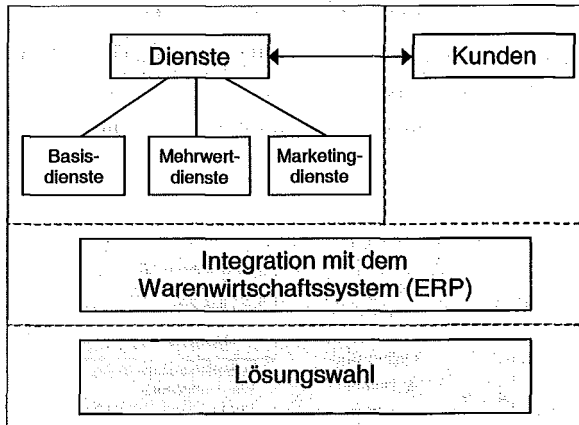 Dienste
Kunden
Basis-
dienste
Mehrwert-
dienste
Marketing-
dienste
Integration mit dem
Warenwirtschaftssystem (ERP)
Lösungswahl